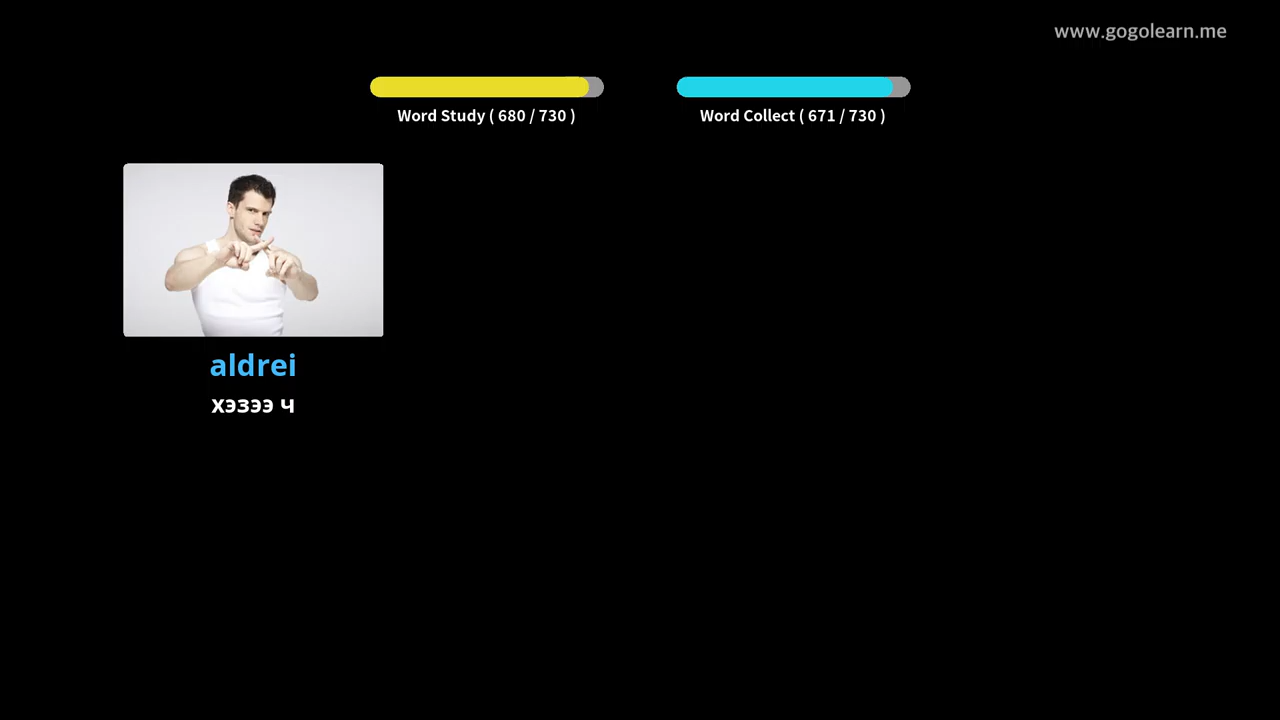 www.gogolearn.me
Word Study ( 680 / 730 )
Word Collect ( 671 / 730 )
aldrei
хэзээ ч